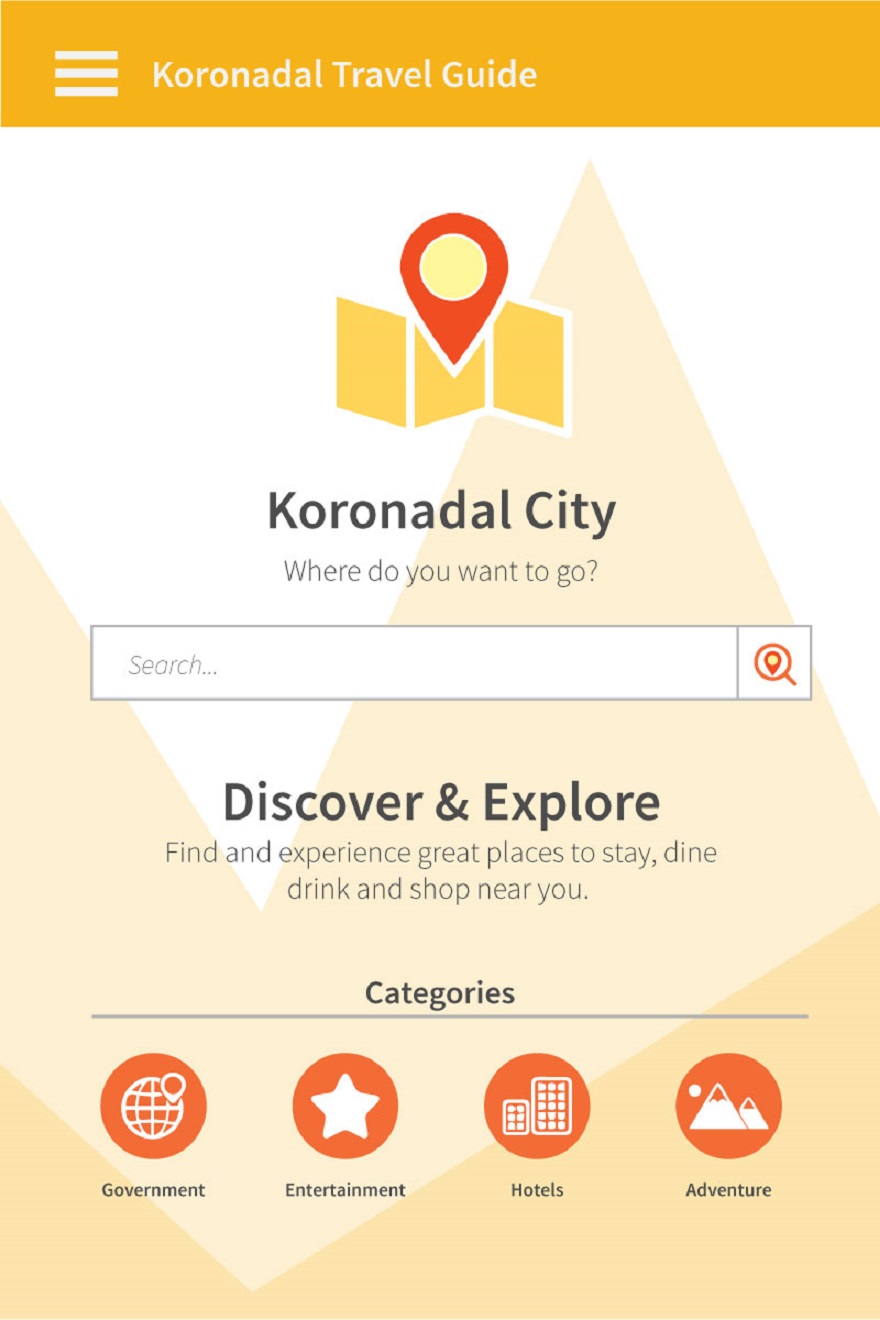 Koronadal Travel Guide
Koronadal City
Where do you want to go?
Search...
Discover & Explore
Find and experience great places to stay, dine
drink and shop near you.
Categories
Government
Entertainment
Hotels
Adventure